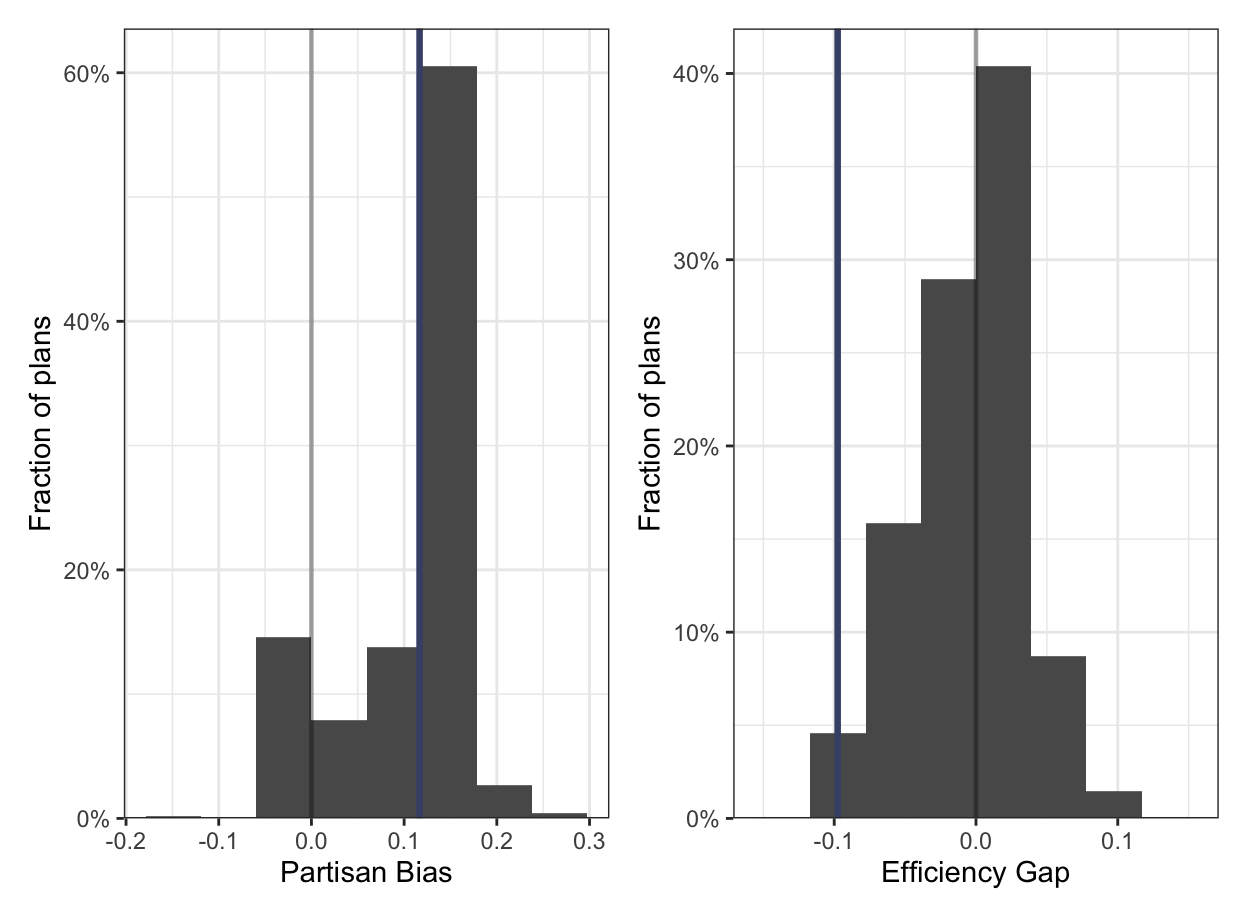 Fraction of plans
60%
40%
20%
0%
-0.2 -0.1 0.0 0.1 0.2 0.3
Partisan Bias
Fraction of plans
40%
30%
20%
10%
0%
-0.1 0.0 0.1
Efficiency Gap